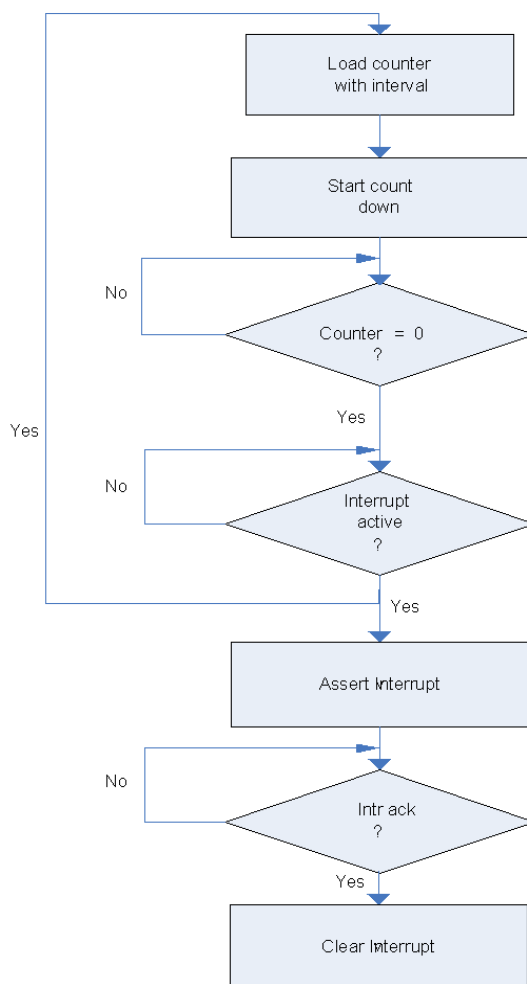 Load counter
with interval
Start count
down
No
Counter = 0
?
Yes
Yes
No
Interrupt
active
?
Yes
Assert Interrupt
No
Intr ack
?
Yes
Clear Interrupt